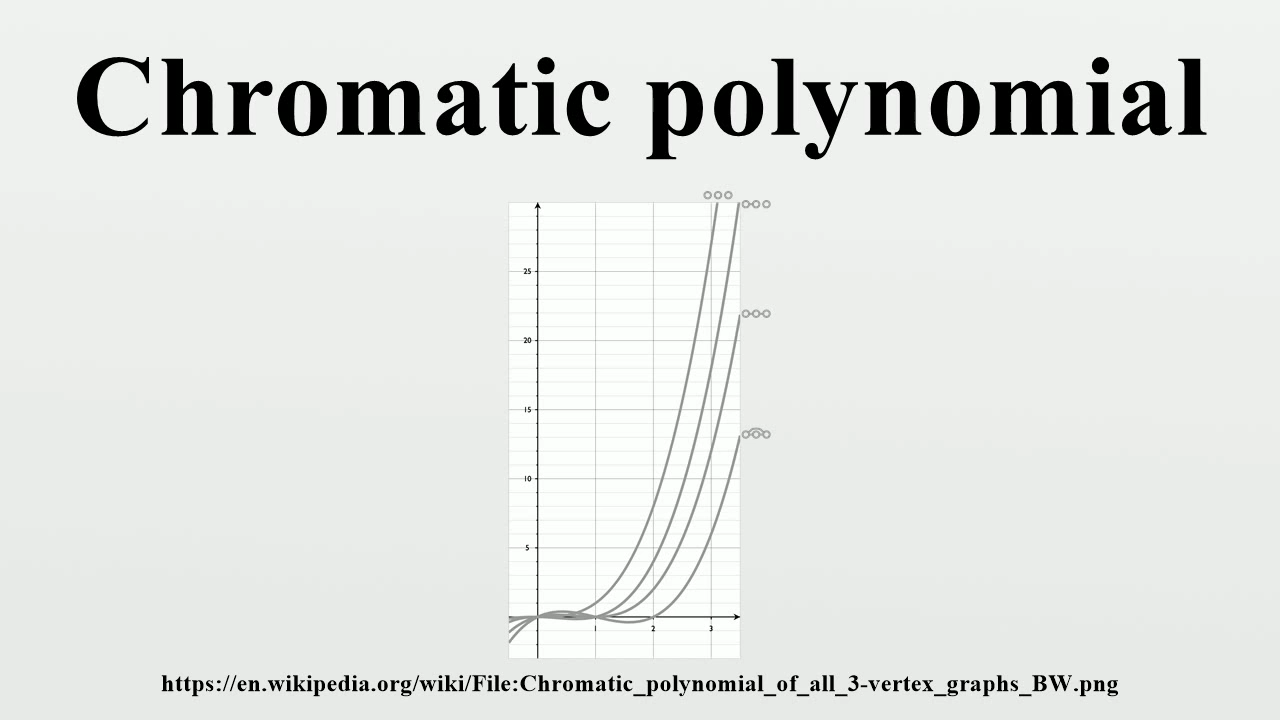 Chromatic polynomial
25
20
15
10
5
1 2 3
https://en.wikipedia.org/wiki/File:Chromatic_polynomial_of_all_3-vertex_graphs_BW.png